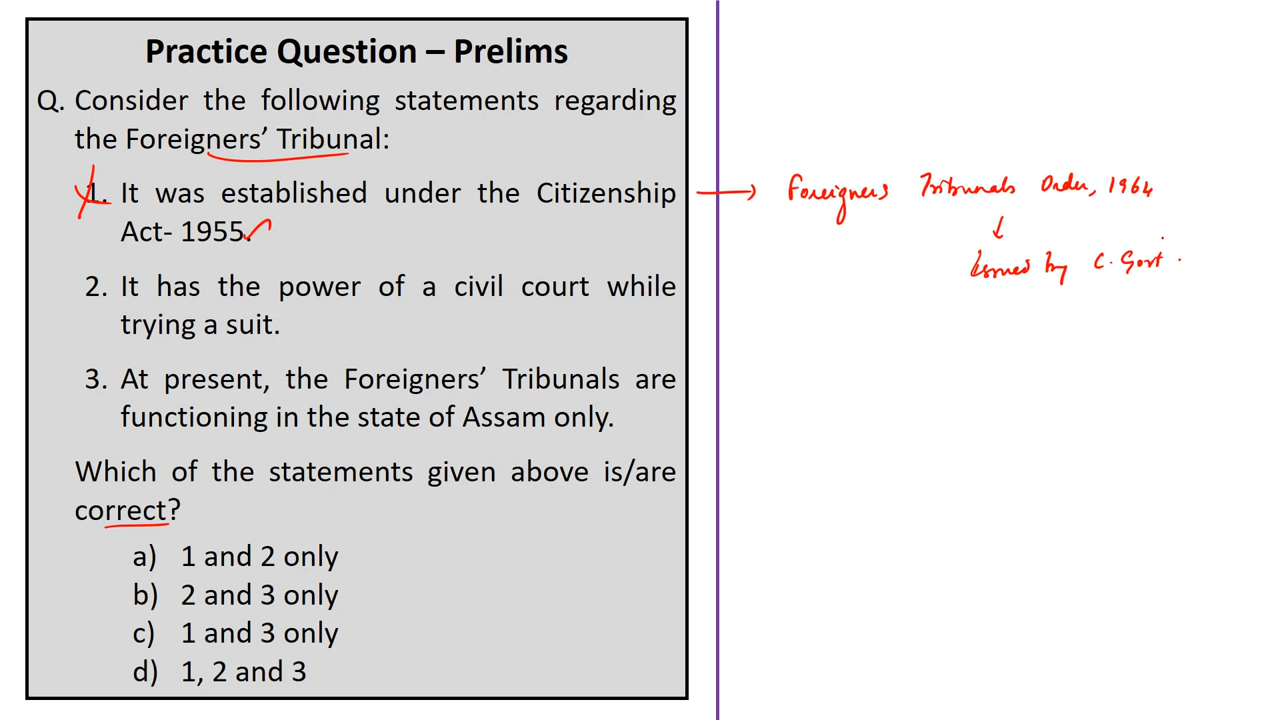 Practice Question – Prelims
Q. Consider the following statements regarding
the Foreigners’ Tribunal:
1. It was established under the Citizenship
Act- 1955.
2. It has the power of a civil court while
trying a suit.
3. At present, the Foreigners’ Tribunals are
functioning in the state of Assam only.
Which of the statements given above is/are
correct?
a) 1 and 2 only
b) 2 and 3 only
c) 1 and 3 only
d) 1, 2 and 3
Foreigners Tribunals Order, 1964
Issued by C. Govt.